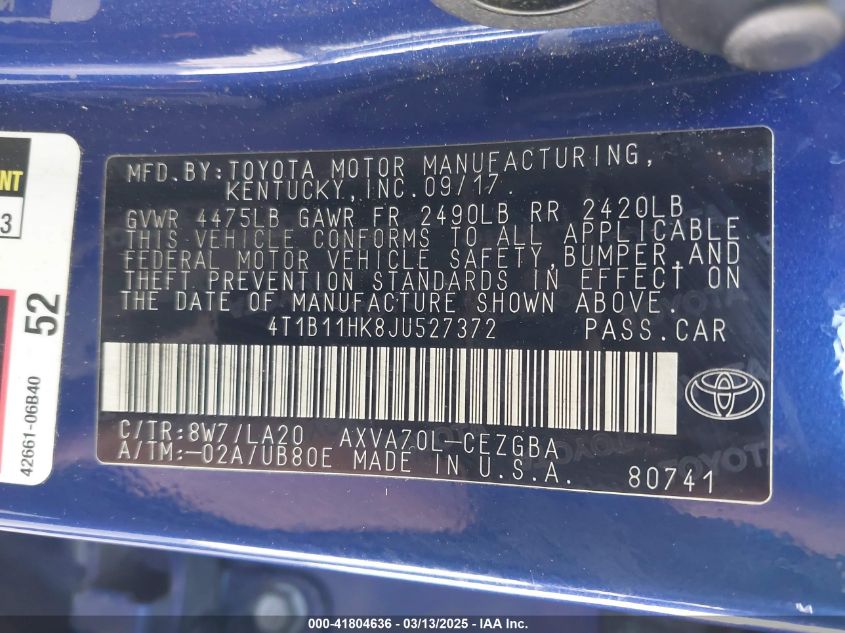 MFD.BY:TOYOTA MOTOR MANUFACTURING,
KENTUCKY,INC.09/17.
GVWR 4475LB GAWR FR 2490LB RR 2420LB
THIS VEHICLE CONFORMS TO ALL APPLICABLE
FEDERAL MOTOR VEHICLE SAFETY,BUMPER,AND
THEFT PREVENTION STANDARDS IN EFFECT ON
THE DATE OF MANUFACTURE SHOWN ABOVE.
4T1B11HK8JU527372 PASS.CAR
C/TR:8W7/LA20 AXVA70L-CEZGBA
A/TM:-02A/UB80E MADE IN U.S.A.
80741
NT
3
52
42661-06B40
000-41804636 - 03/13/2025 - IAA Inc.